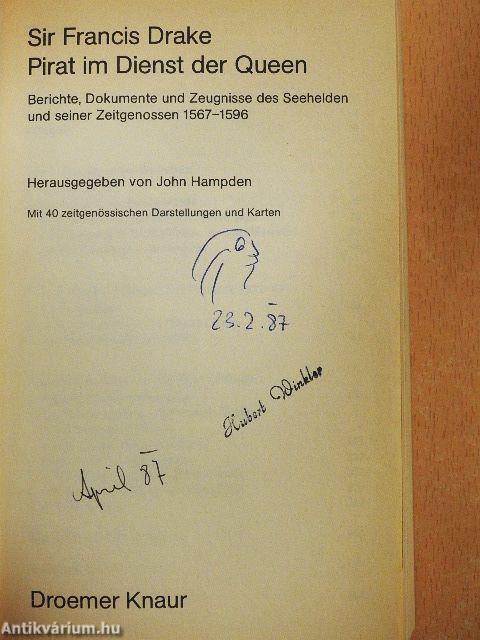 Sir Francis Drake
Pirat im Dienst der Queen
Berichte, Dokumente und Zeugnisse des Seehelden
und seiner Zeitgenossen 1567–1596
Herausgegeben von John Hampden
Mit 40 zeitgenössischen Darstellungen und Karten
23.2.87
Hubert Winkler
April 87
Droemer Knaur
Antikvárium.hu